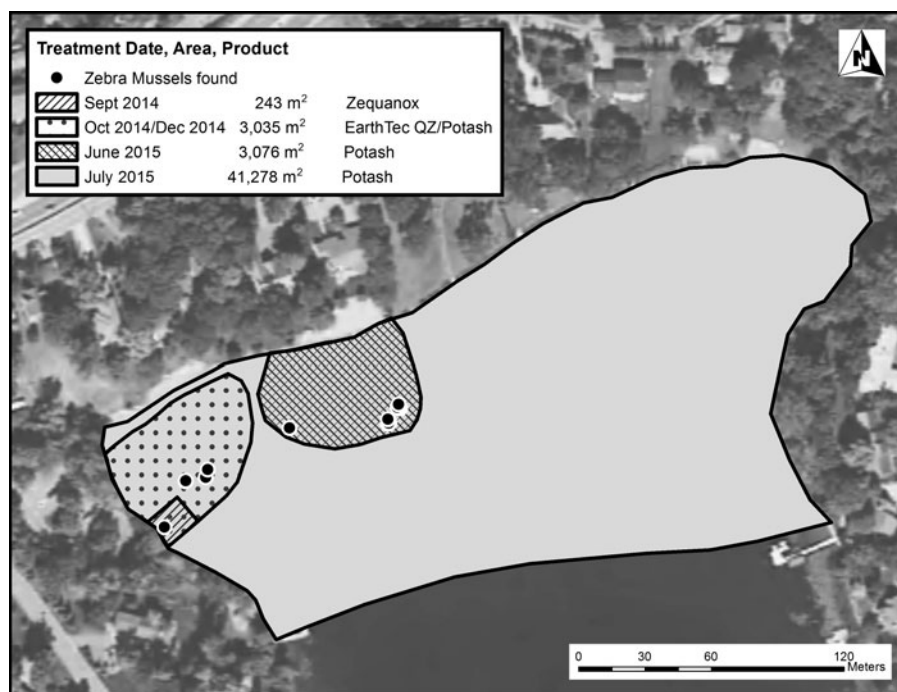 Treatment Date, Area, Product
Zebra Mussels found
Sept 2014 243 m² Zequanox
Oct 2014/Dec 2014 3,035 m² EarthTec QZ/Potash
June 2015 3,076 m² Potash
July 2015 41,278 m² Potash
N
0 30 60 120
Meters